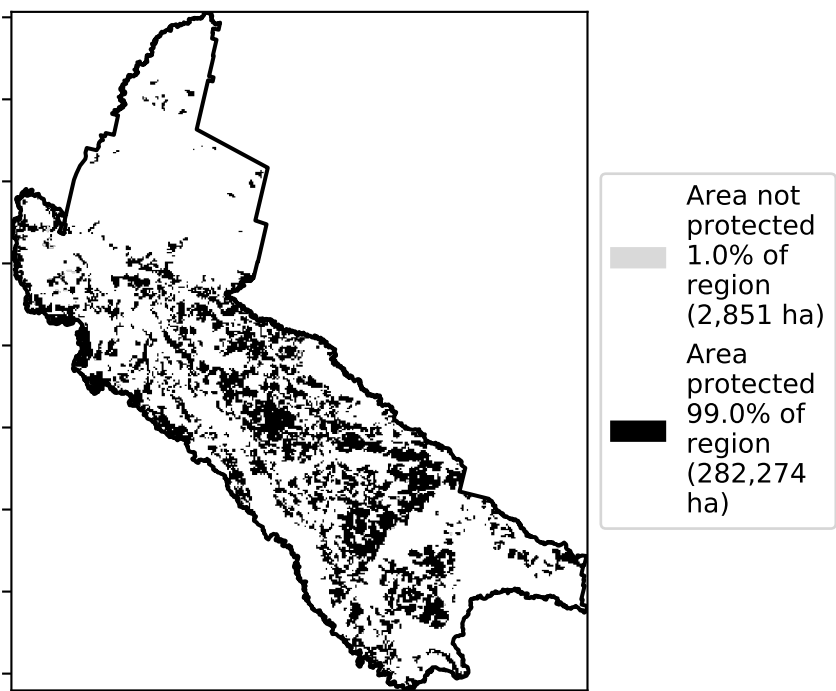 Area not
protected
1.0% of
region
(2,851 ha)
Area
protected
99.0% of
region
(282,274
ha)